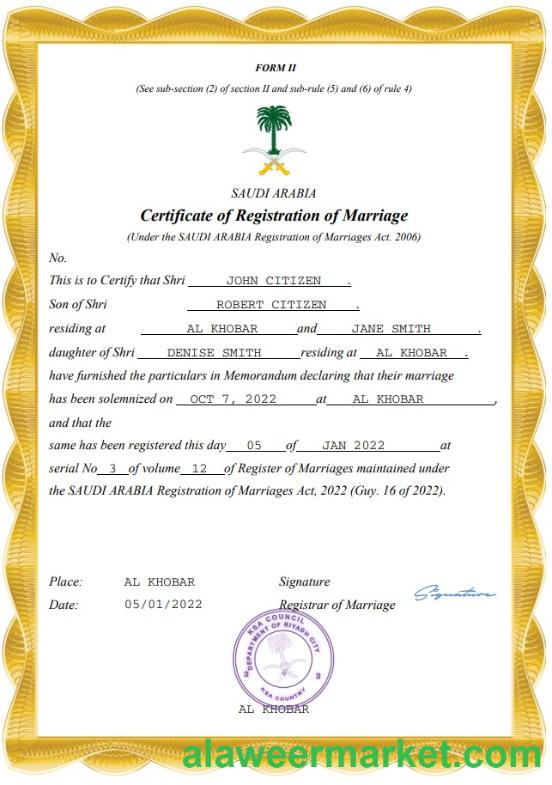 FORM II
(See sub-section (2) of section II and sub-rule (5) and (6) of rule 4)
SAUDI ARABIA
Certificate of Registration of Marriage
(Under the SAUDI ARABIA Registration of Marriages Act. 2006)
No.
This is to Certify that Shri JOHN CITIZEN .
Son of Shri ROBERT CITIZEN .
residing at AL KHOBAR and JANE SMITH .
daughter of Shri DENISE SMITH residing at AL KHOBAR .
have furnished the particulars in Memorandum declaring that their marriage
has been solemnized on OCT 7, 2022 at AL KHOBAR ,
and that the
same has been registered this day 05 of JAN 2022 at
serial No 3 of volume 12 of Register of Marriages maintained under
the SAUDI ARABIA Registration of Marriages Act, 2022 (Guy. 16 of 2022).
Place: AL KHOBAR Signature
Signature
Date: 05/01/2022 Registrar of Marriage
KSA COUNCIL
DEPARTMENT OF RIYADH CITY
3 3
KSA COUNTRY
AL KHOBAR
alaweermarket.com